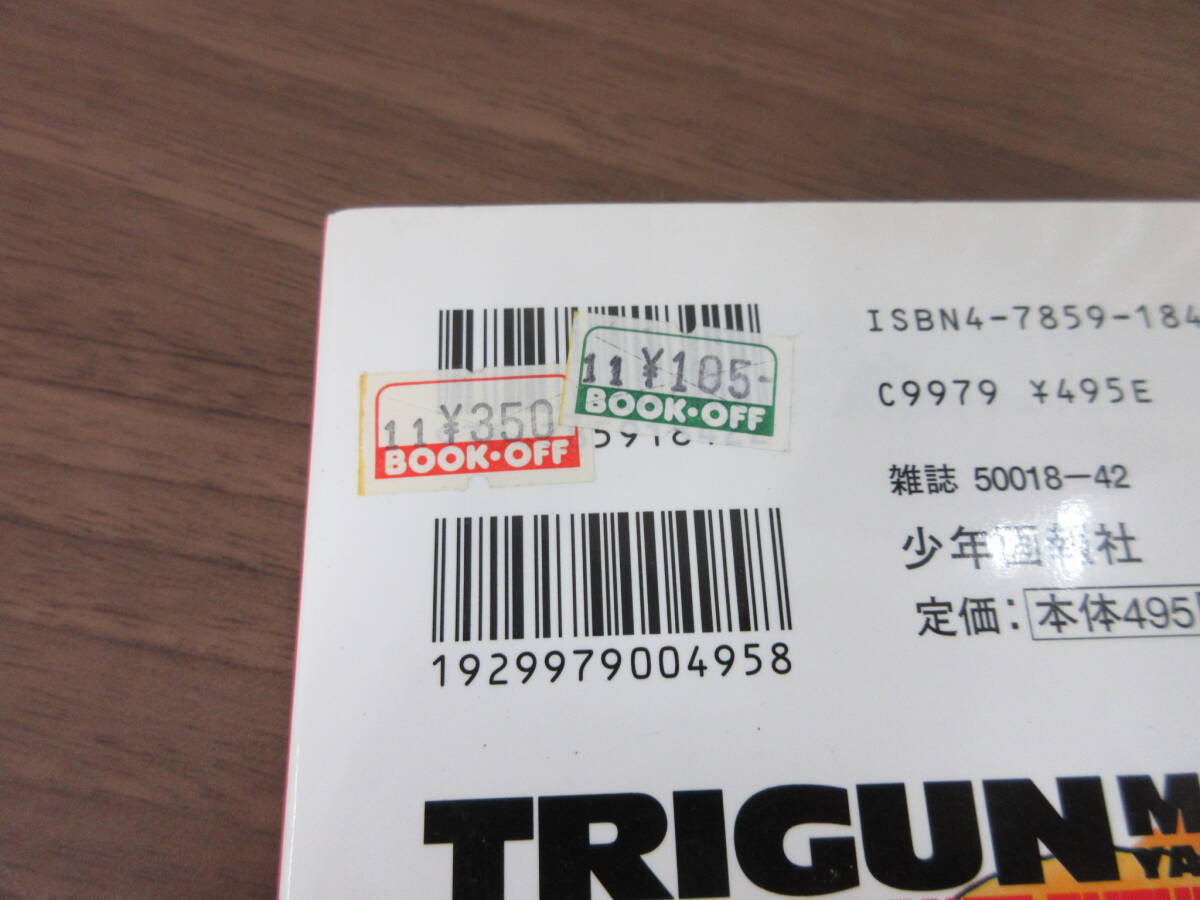 11 ¥350
BOOK・OFF
11 ¥105-
BOOK・OFF
ISBN4-7859-184
C9979 ¥495E
雑誌 50018-42
少年画報社
定価: 本体495
1929979004958
TRIGUN M
YA